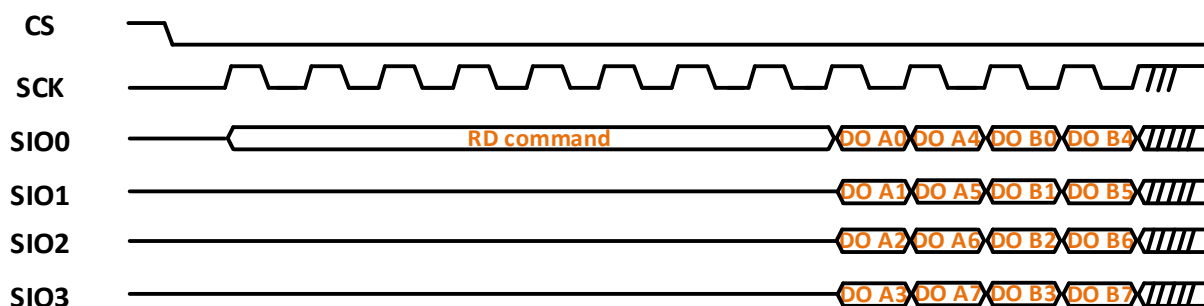 CS
SCK
SIO0 RD command DO A0 DO A4 DO B0 DO B4
SIO1 DO A1 DO A5 DO B1 DO B5
SIO2 DO A2 DO A6 DO B2 DO B6
SIO3 DO A3 DO A7 DO B3 DO B7